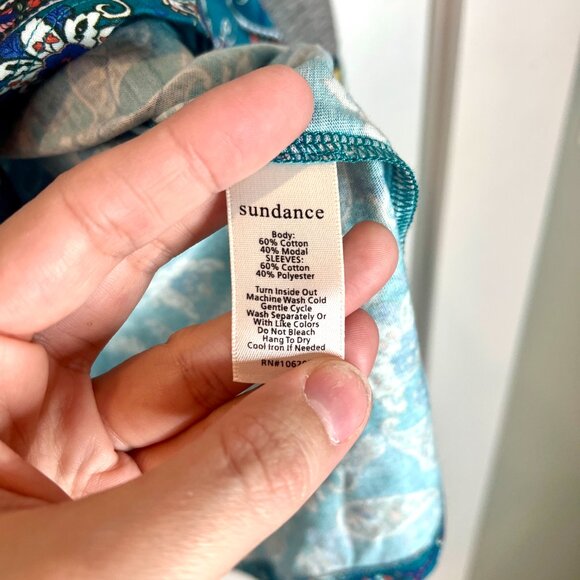 sundance
Body:
60% Cotton
40% Modal
SLEEVES:
60% Cotton
40% Polyester
Turn Inside Out
Machine Wash Cold
Gentle Cycle
Wash Separately Or
With Like Colors
Do Not Bleach
Hang To Dry
Cool Iron If Needed